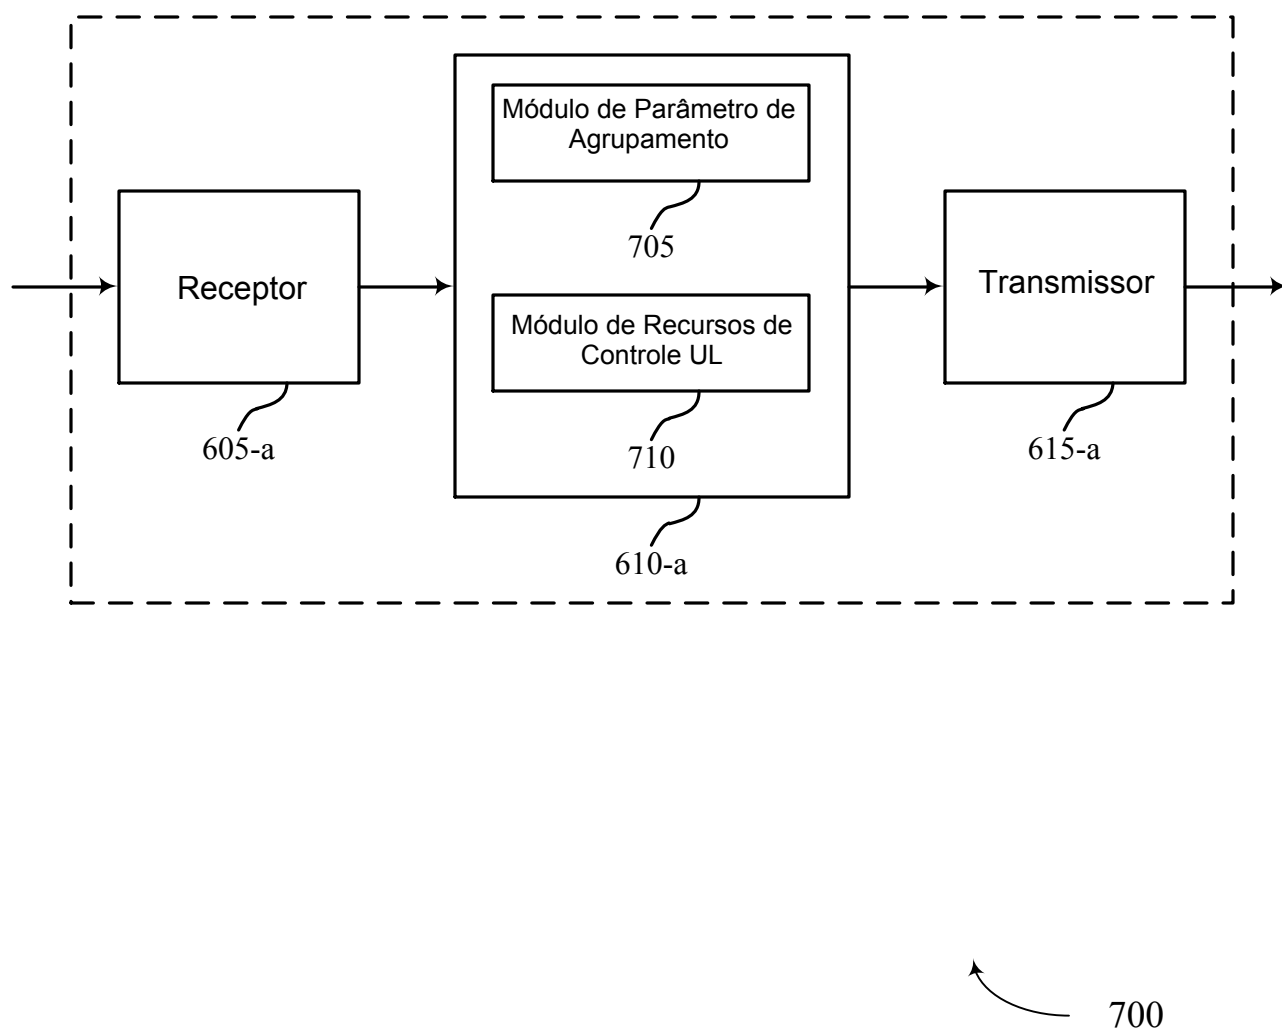 Módulo de Parâmetro de
Agrupamento
705
Receptor
605-a
Módulo de Recursos de
Controle UL
710
610-a
Transmissor
615-a
700